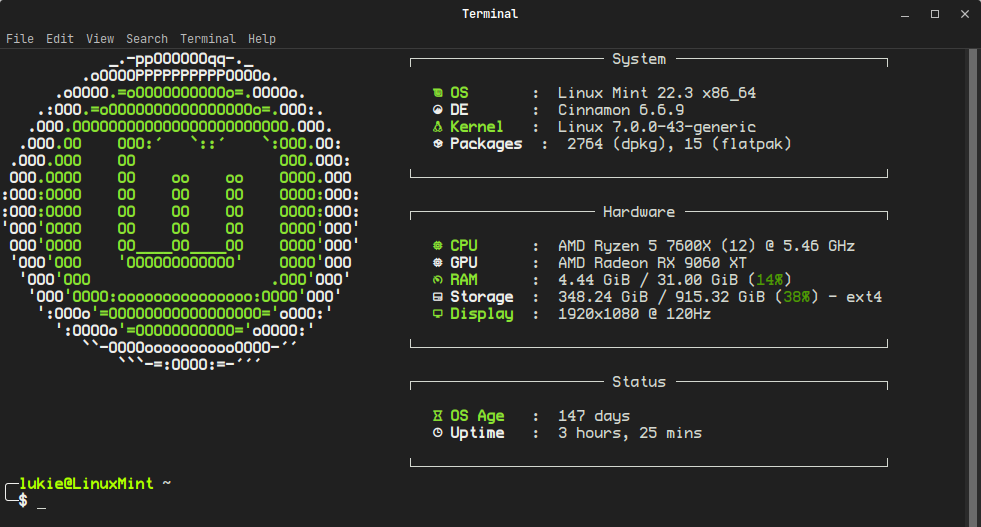 Terminal
File Edit View Search Terminal Help
System
OS : Linux Mint 22.3 x86_64
DE : Cinnamon 6.6.9
Kernel : Linux 7.0.0-43-generic
Packages : 2764 (dpkg), 15 (flatpak)
Hardware
CPU : AMD Ryzen 5 7600X (12) @ 5.46 GHz
GPU : AMD Radeon RX 9060 XT
RAM : 4.44 GiB / 31.00 GiB (14%)
Storage : 348.24 GiB / 915.32 GiB (38%) - ext4
Display : 1920x1080 @ 120Hz
Status
OS Age : 147 days
Uptime : 3 hours, 25 mins
lukie@LinuxMint ~
$ _